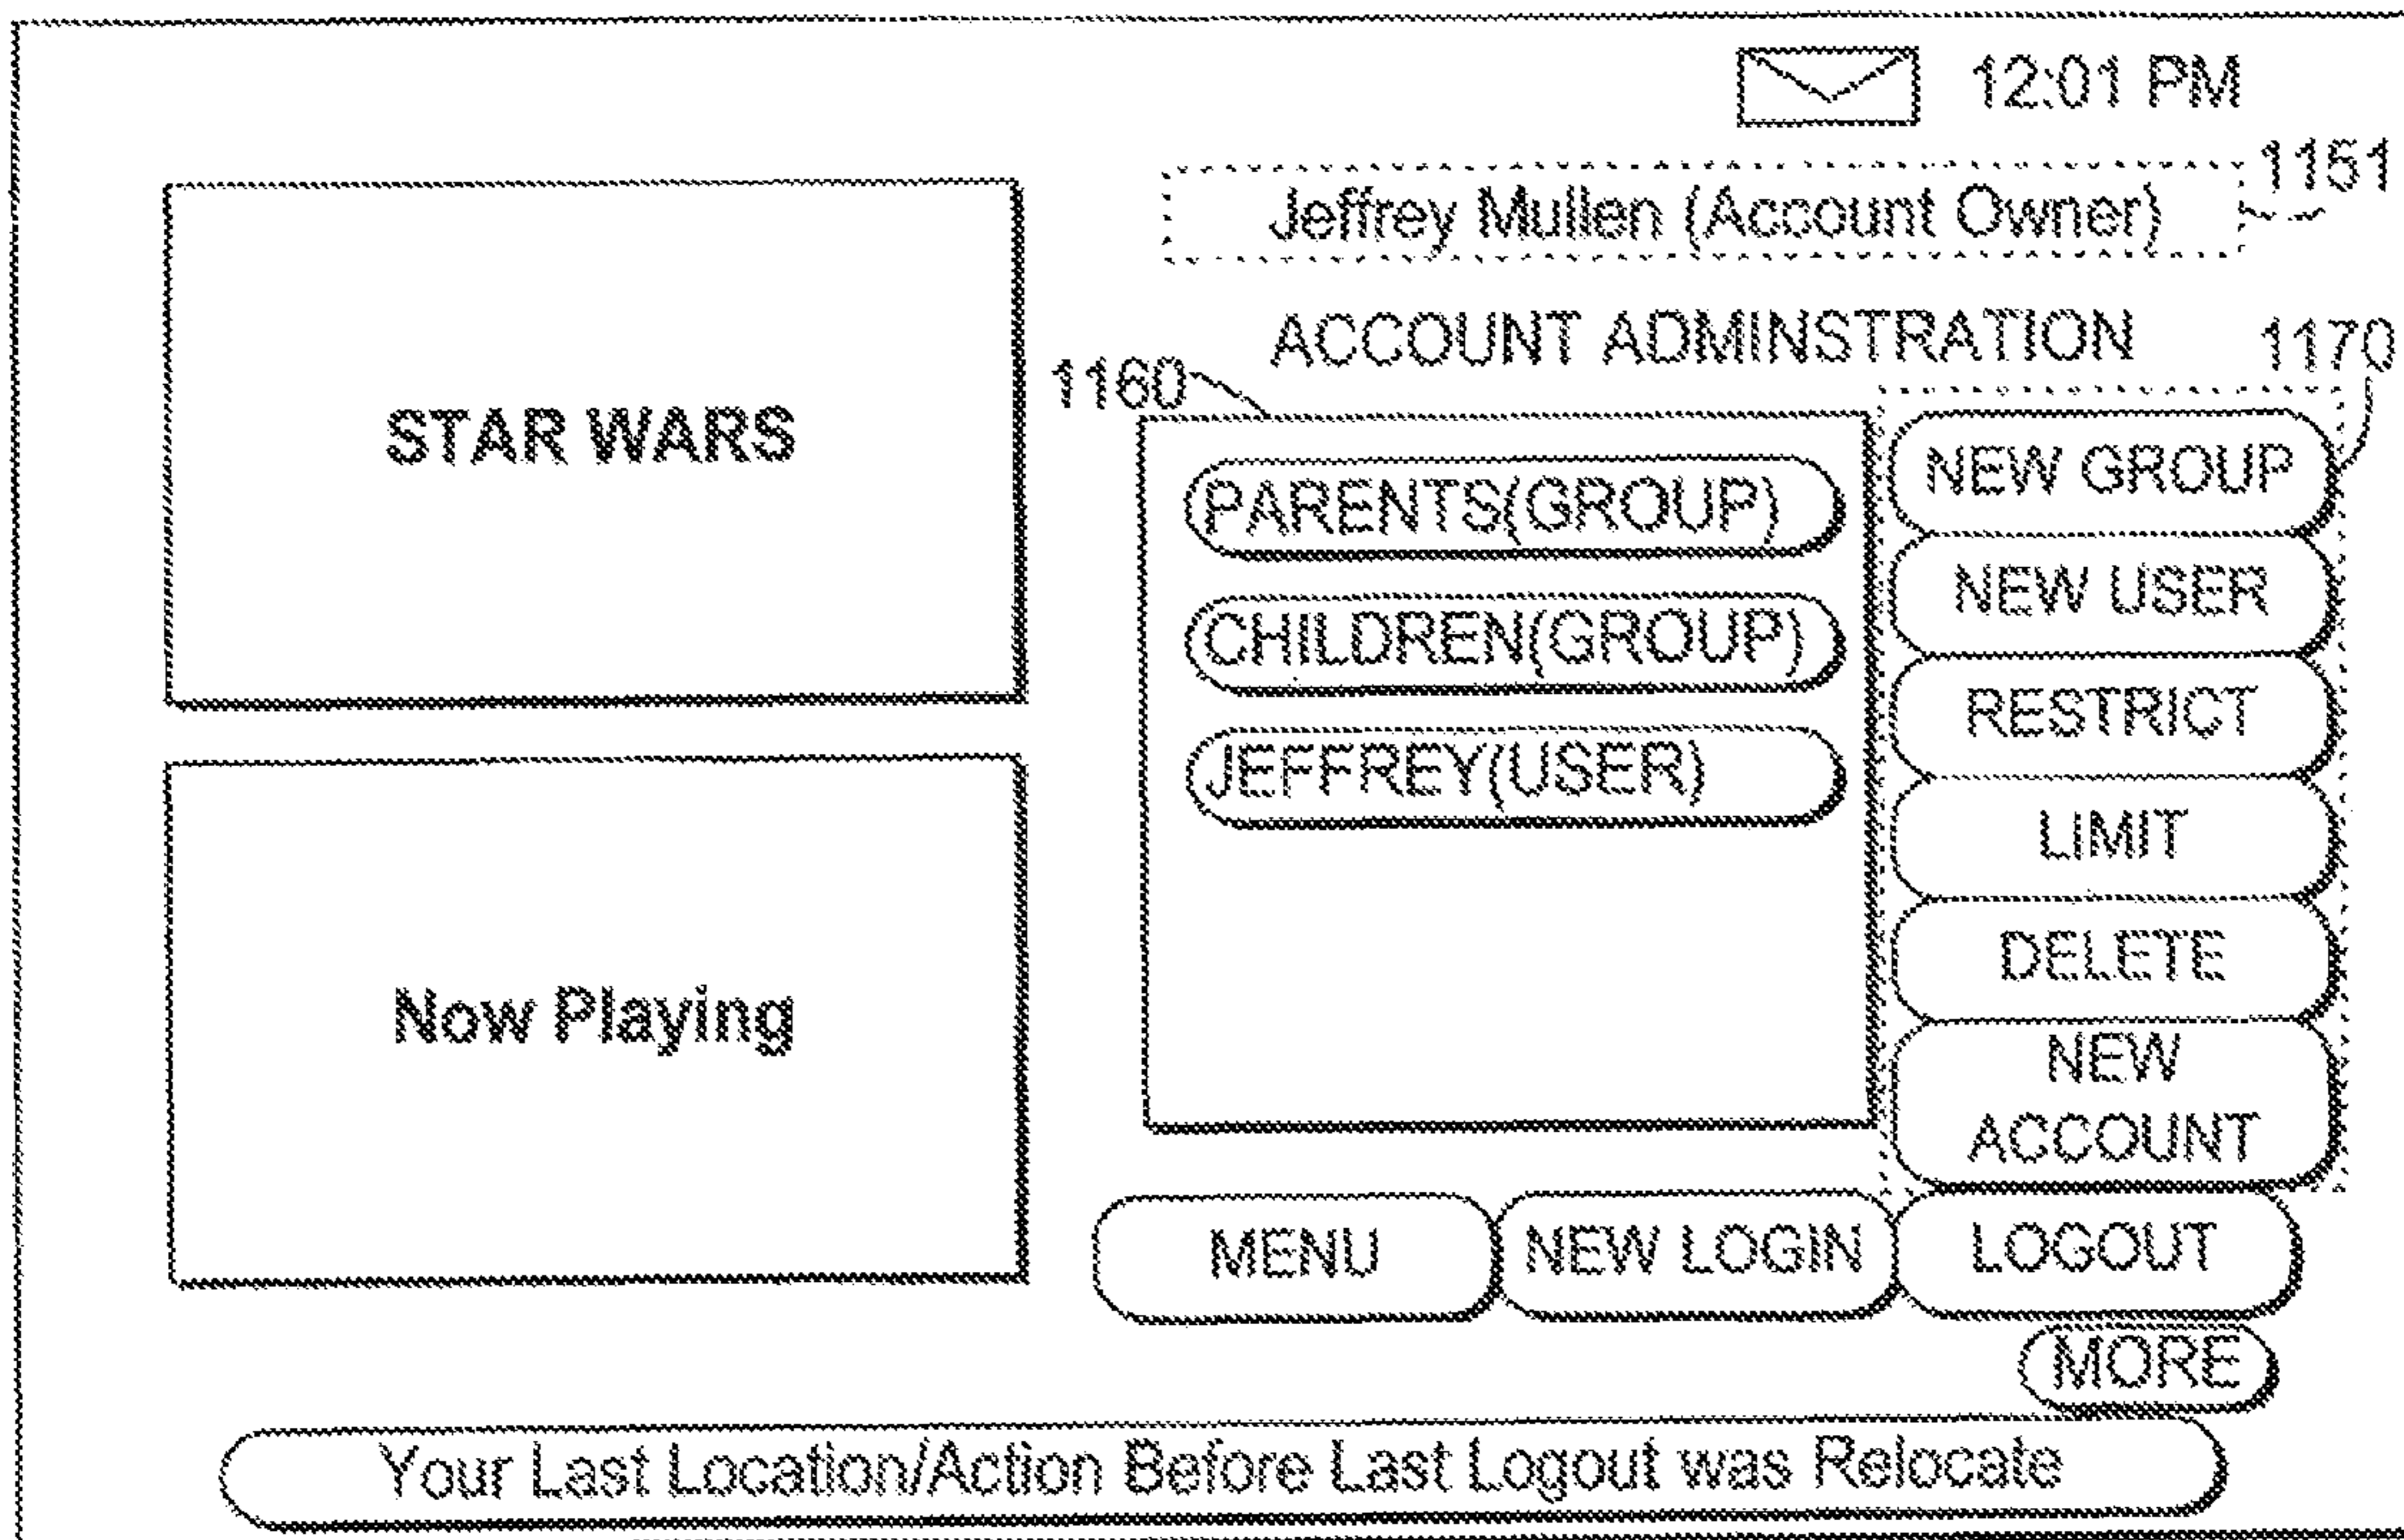 12:01 PM
1151
Jeffrey Mullen (Account Owner)
ACCOUNT ADMINSTRATION
1170
1160
STAR WARS
Now Playing
PARENTS(GROUP)
CHILDREN(GROUP)
JEFFREY(USER)
NEW GROUP
NEW USER
RESTRICT
LIMIT
DELETE
NEW
ACCOUNT
MENU
NEW LOGIN
LOGOUT
MORE
Your Last Location/Action Before Last Logout was Relocate